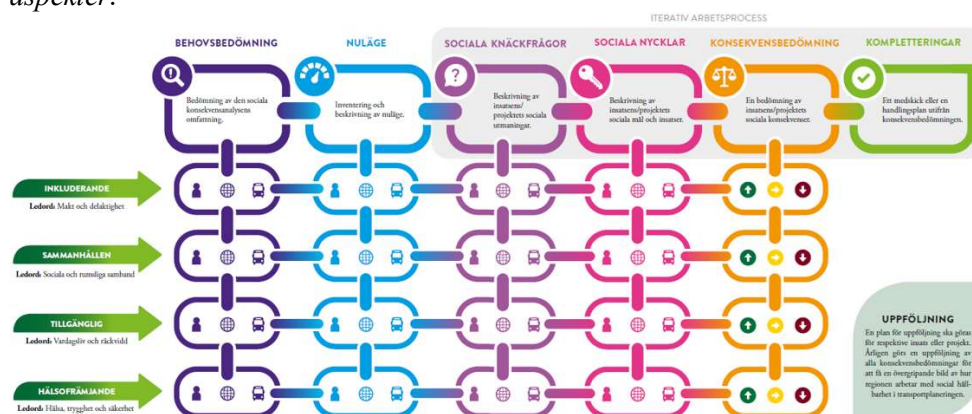 aspekter.
ITERATIV ARBETSPROCESS
BEHOVSBEDÖMNING
NULÄGE
SOCIALA KNÄCKFRÅGOR
SOCIALA NYCKLAR
KONSEKVENSBEDÖMNING
KOMPLETTERINGAR
Bedömning av den sociala
konsekvensanalysens
omfattning.
Inventering och
beskrivning av nuläge.
Beskrivning av
insatsens/
projektets sociala
utmaningar.
Beskrivning av
insatsens/projektets
sociala mål och insatser.
En bedömning av
insatsens/projektets
sociala konsekvenser.
Ett medskick eller en
handlingsplan utifrån
konsekvensbedömningen.
INKLUDERANDE
Ledord: Makt och delaktighet
SAMMANHÅLLEN
Ledord: Sociala och rumsliga samband
TILLGÄNGLIG
Ledord: Vardagsliv och räckvidd
HÄLSOFRÄMJANDE
Ledord: Hälsa, trygghet och säkerhet
UPPFÖLJNING
En plan för uppföljning ska göras
för respektive insats eller projekt.
Årligen görs en uppföljning av
alla konsekvensbedömningar för
att få en övergripande bild av hur
regionen arbetar med social håll-
barhet i transportplaneringen.